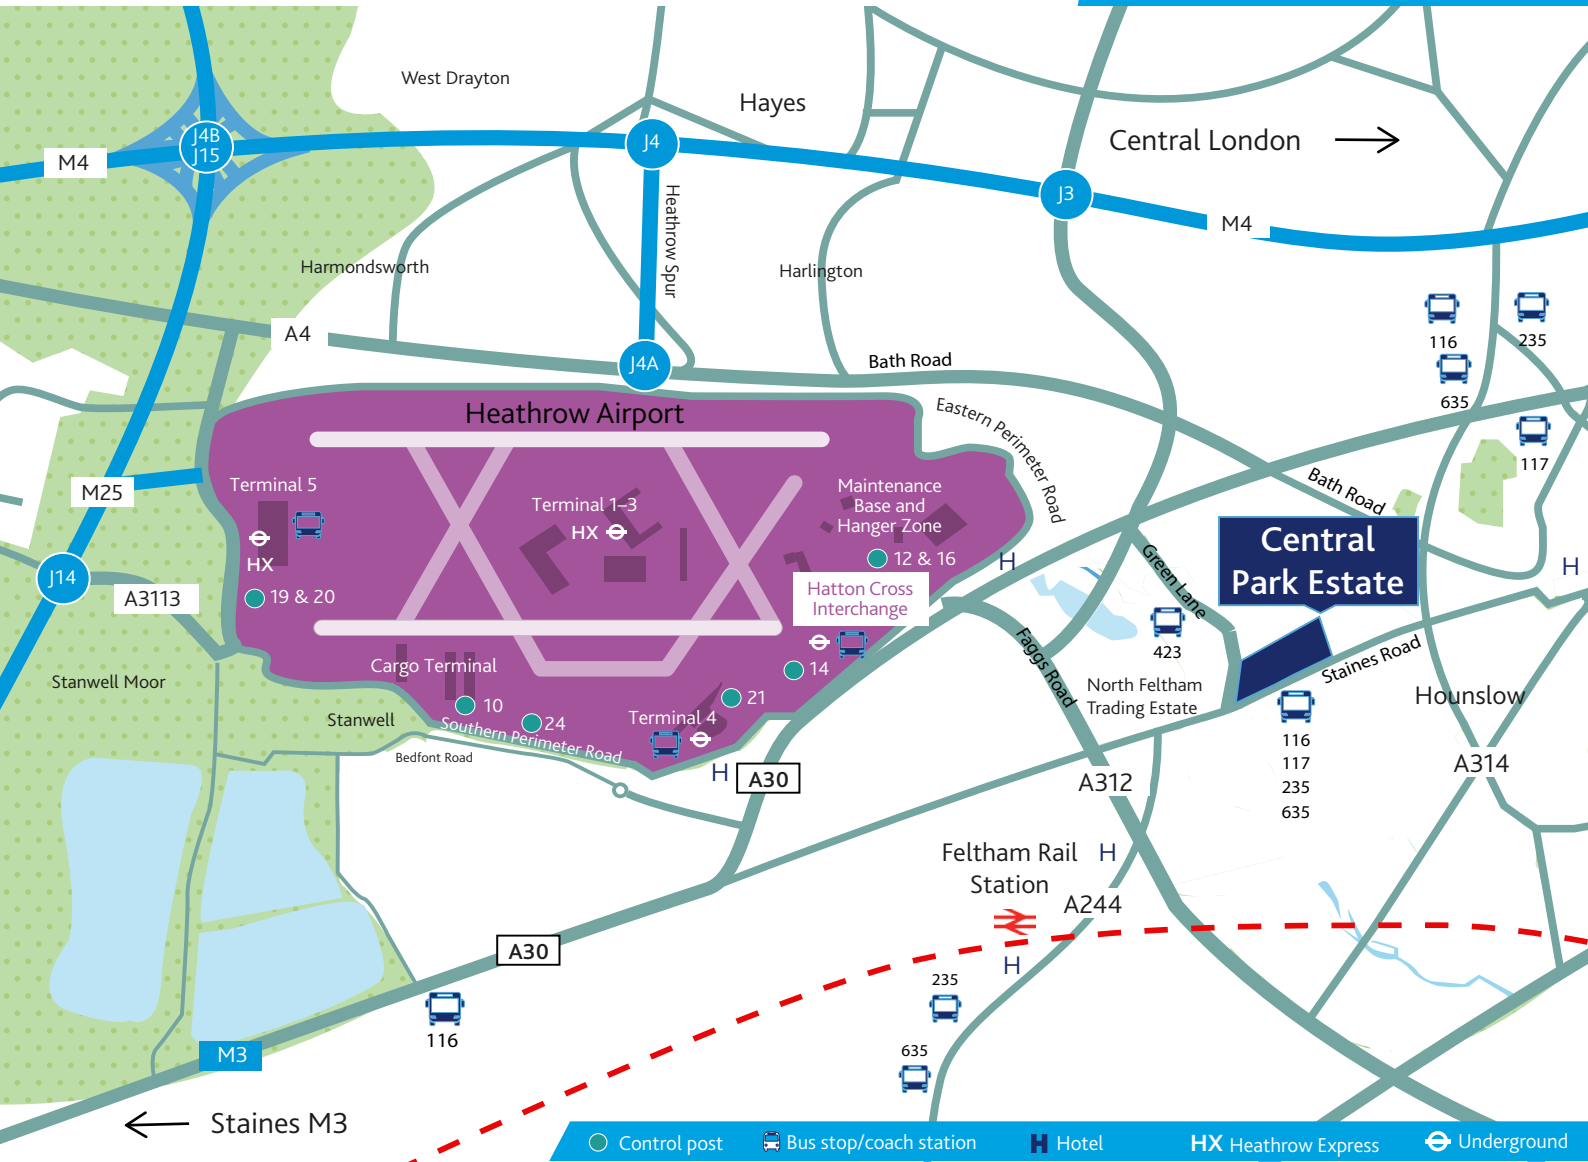 West Drayton
Hayes
Central London
J4B
J15
M4
J4
J3
M4
Heathrow Spur
Harmondsworth
Harlington
A4
J4A
Bath Road
116
235
635
117
Heathrow Airport
Eastern Perimeter Road
M25
Terminal 5
HX
19 & 20
Terminal 1–3
HX
Maintenance
Base and
Hanger Zone
12 & 16
H
Bath Road
Central
Park Estate
H
J14
A3113
Hatton Cross
Interchange
Green Lane
423
Faggs Road
Staines Road
14
Cargo Terminal
10
24
21
Terminal 4
Southern Perimeter Road
Stanwell Moor
Stanwell
Bedfont Road
North Feltham
Trading Estate
Hounslow
116
117
235
635
H
A30
A312
A314
Feltham Rail
Station
H
A244
A30
H
235
116
635
M3
Staines M3
Control post
Bus stop/coach station
H Hotel
HX Heathrow Express
Underground